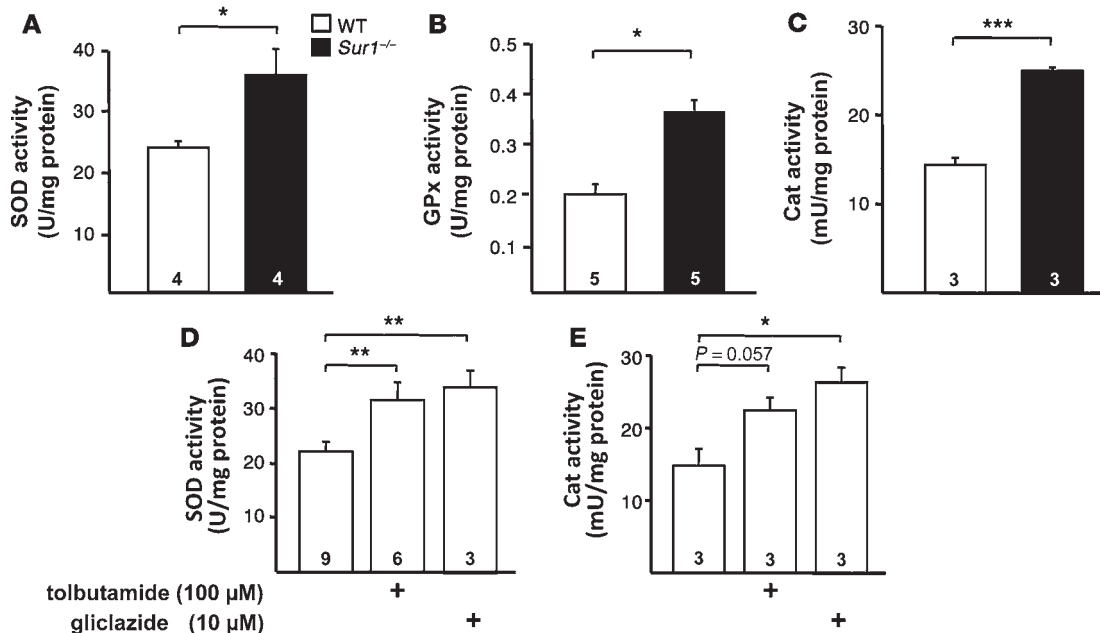 A
*
WT
Sur1–/–
SOD activity
(U/mg protein)
40
30
20
10
4
4
B
*
GPx activity
(U/mg protein)
0.5
0.4
0.3
0.2
0.1
5
5
C
***
Cat activity
(mU/mg protein)
30
20
10
3
3
D
**
**
SOD activity
(U/mg protein)
40
30
20
10
9
6
3
E
*
P = 0.057
Cat activity
(mU/mg protein)
30
20
10
3
3
3
tolbutamide (100 µM) + +
gliclazide (10 µM) + +